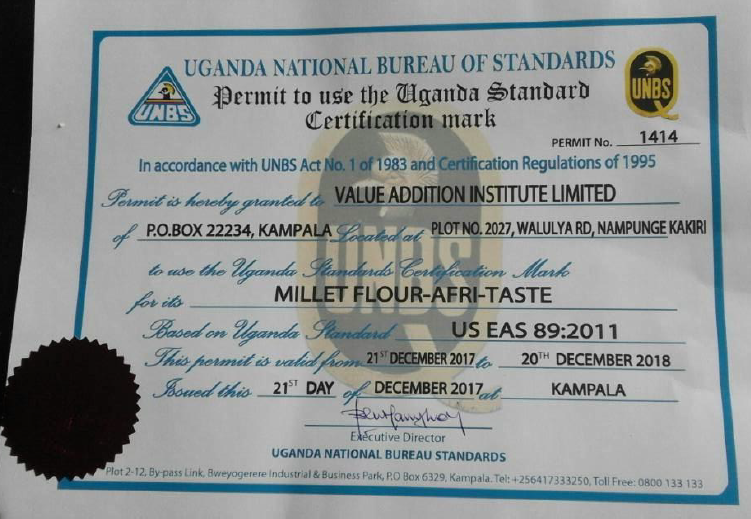 UGANDA NATIONAL BUREAU OF STANDARDS
Permit to use the Uganda Standard
Certification mark
UNBS
UNBS
PERMIT No. 1414
In accordance with UNBS Act No. 1 of 1983 and Certification Regulations of 1995
Permit is hereby granted to VALUE ADDITION INSTITUTE LIMITED
of P.O.BOX 22234, KAMPALA Located at PLOT NO. 2027, WALULYA RD, NAMPUNGE KAKIRI
to use the Uganda Standards Certification Mark
for its MILLET FLOUR-AFRI-TASTE
UNBS
Based on Uganda Standard US EAS 89:2011
This permit is valid from 21ST DECEMBER 2017 to 20TH DECEMBER 2018
Issued this 21ST DAY of DECEMBER 2017 at KAMPALA
Executive Director
UGANDA NATIONAL BUREAU STANDARDS
Plot 2-12, By-pass Link, Bweyogerere Industrial & Business Park, P.O Box 6329, Kampala. Tel: +256417333250, Toll Free: 0800 133 133